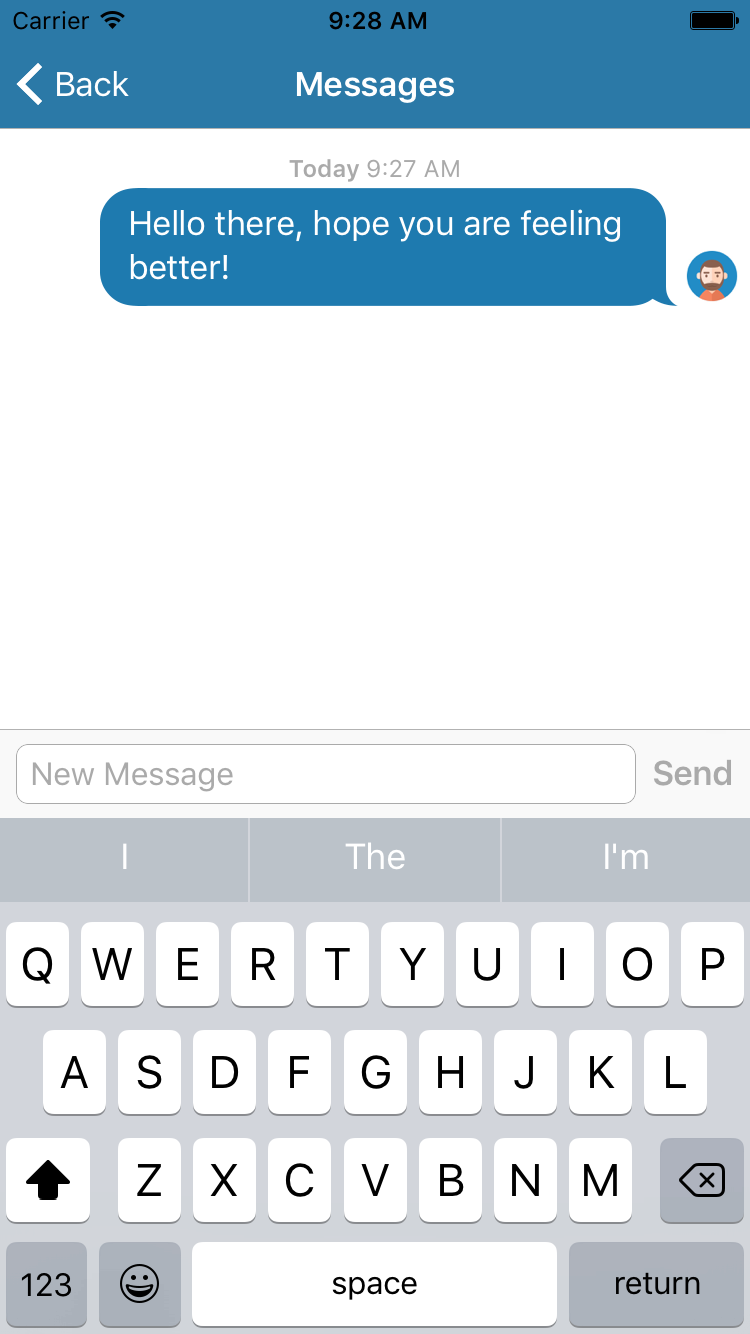 Carrier 9:28 AM
Back Messages
Today 9:27 AM
Hello there, hope you are feeling
better!
New Message Send
I The I'm
Q W E R T Y U I O P
A S D F G H J K L
Z X C V B N M
123 space return